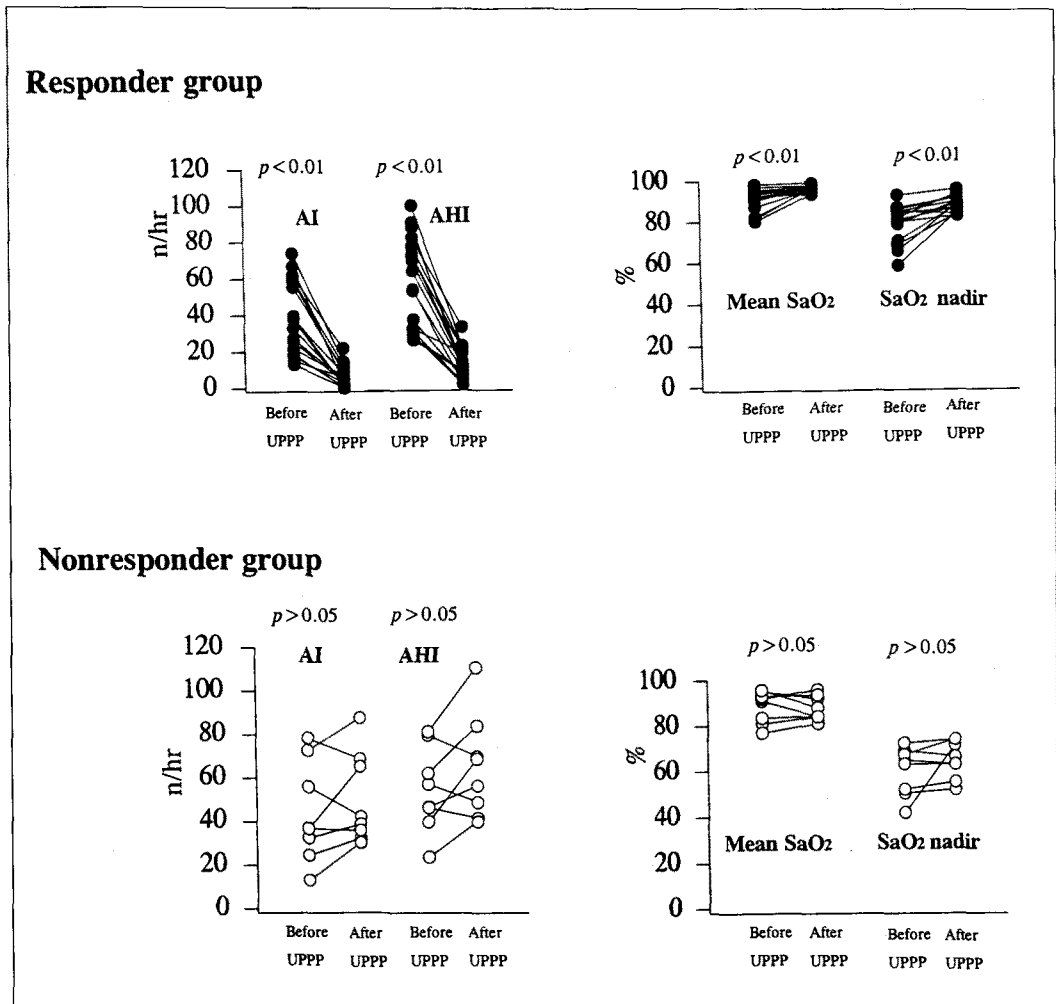 Responder group
120
100
80
60
40
20
0
n/hr
p<0.01 p<0.01
AI AHI
Before After Before After
UPPP UPPP UPPP UPPP
100
80
60
40
20
0
%
p<0.01 p<0.01
Mean SaO2 SaO2 nadir
Before After Before After
UPPP UPPP UPPP UPPP
Nonresponder group
120
100
80
60
40
20
0
n/hr
p>0.05 p>0.05
AI AHI
Before After Before After
UPPP UPPP UPPP UPPP
100
80
60
40
20
0
%
p>0.05 p>0.05
Mean SaO2 SaO2 nadir
Before After Before After
UPPP UPPP UPPP UPPP